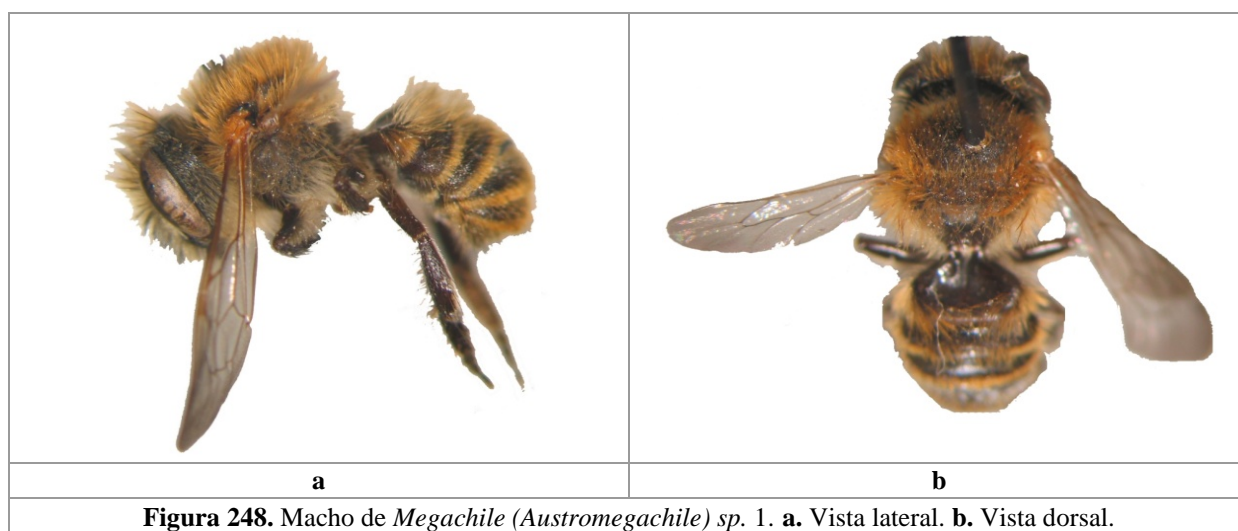 a b
Figura 248. Macho de Megachile (Austromegachile) sp. 1. a. Vista lateral. b. Vista dorsal.